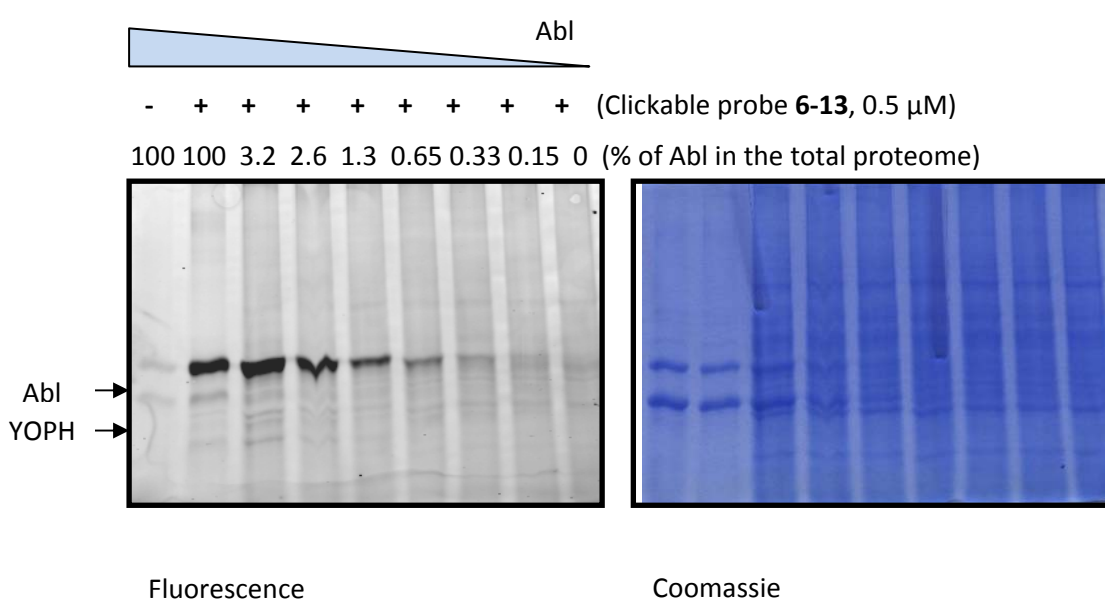 Abl
- + + + + + + + + (Clickable probe 6-13, 0.5 μM)
100 100 3.2 2.6 1.3 0.65 0.33 0.15 0 (% of Abl in the total proteome)
Abl
YOPH
Fluorescence
Coomassie